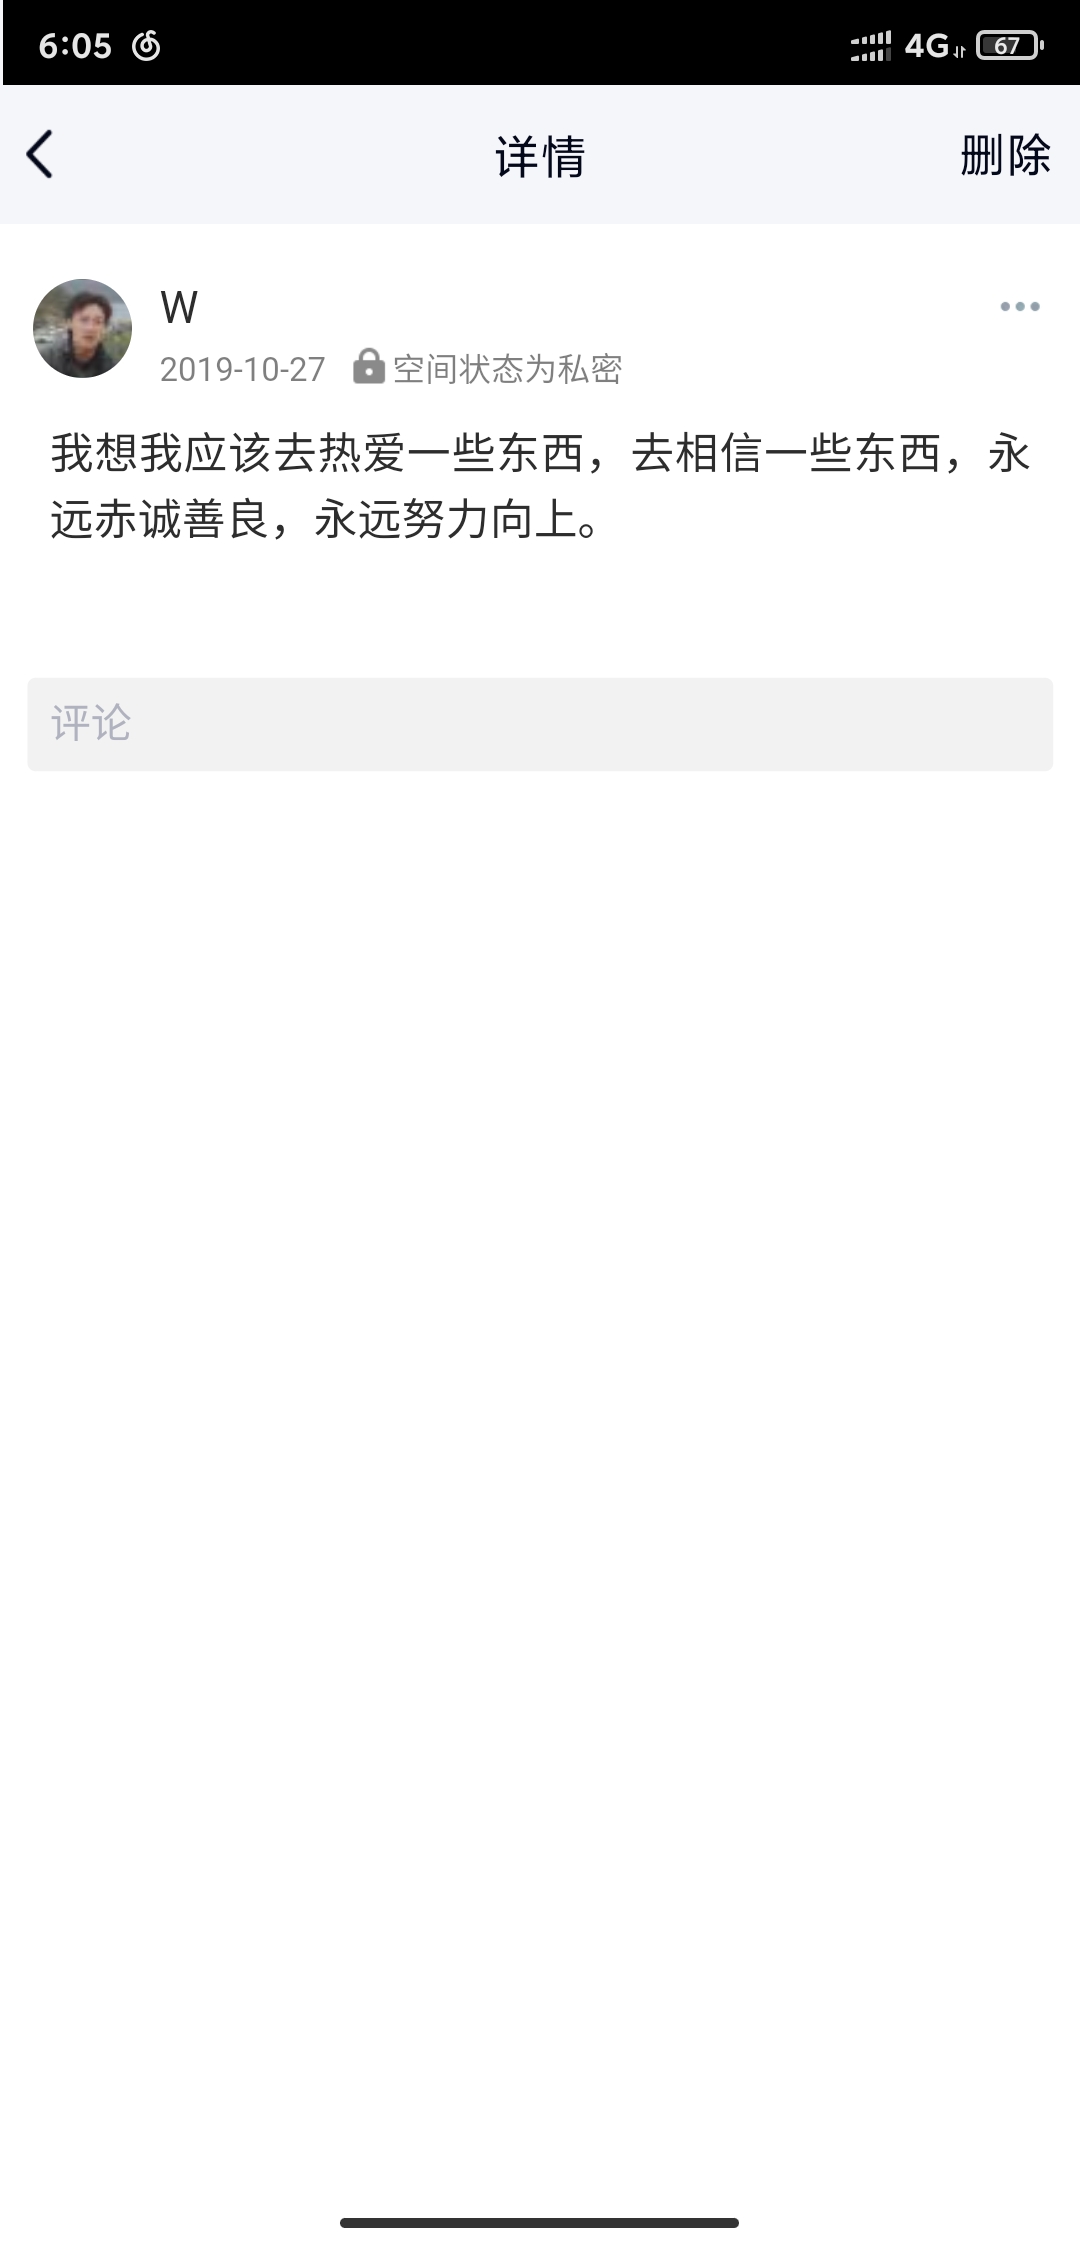 6:05 4G 67
详情 删除
W
2019-10-27 空间状态为私密
我想我应该去热爱一些东西，去相信一些东西，永
远赤诚善良，永远努力向上。
评论